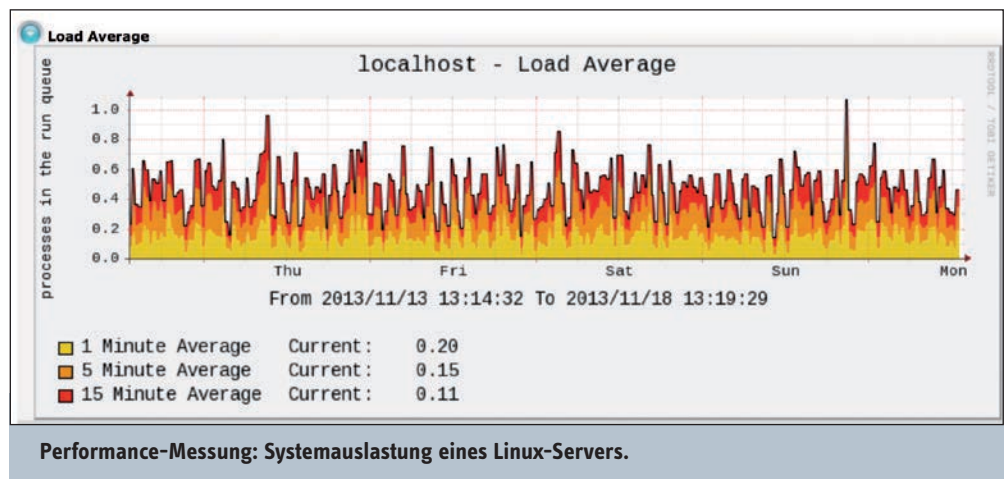 Load Average
localhost - Load Average
processes in the run queue
RRDTOOL / TOBI OETIKER
1.0
0.8
0.6
0.4
0.2
0.0
Thu Fri Sat Sun Mon
From 2013/11/13 13:14:32 To 2013/11/18 13:19:29
1 Minute Average Current: 0.20
5 Minute Average Current: 0.15
15 Minute Average Current: 0.11
Performance-Messung: Systemauslastung eines Linux-Servers.